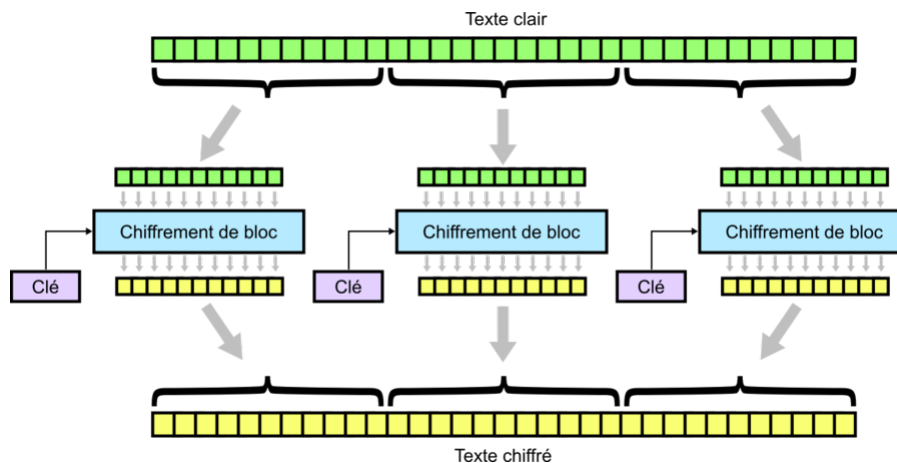 Texte clair
Chiffrement de bloc
Chiffrement de bloc
Chiffrement de bloc
Clé
Clé
Clé
Texte chiffré